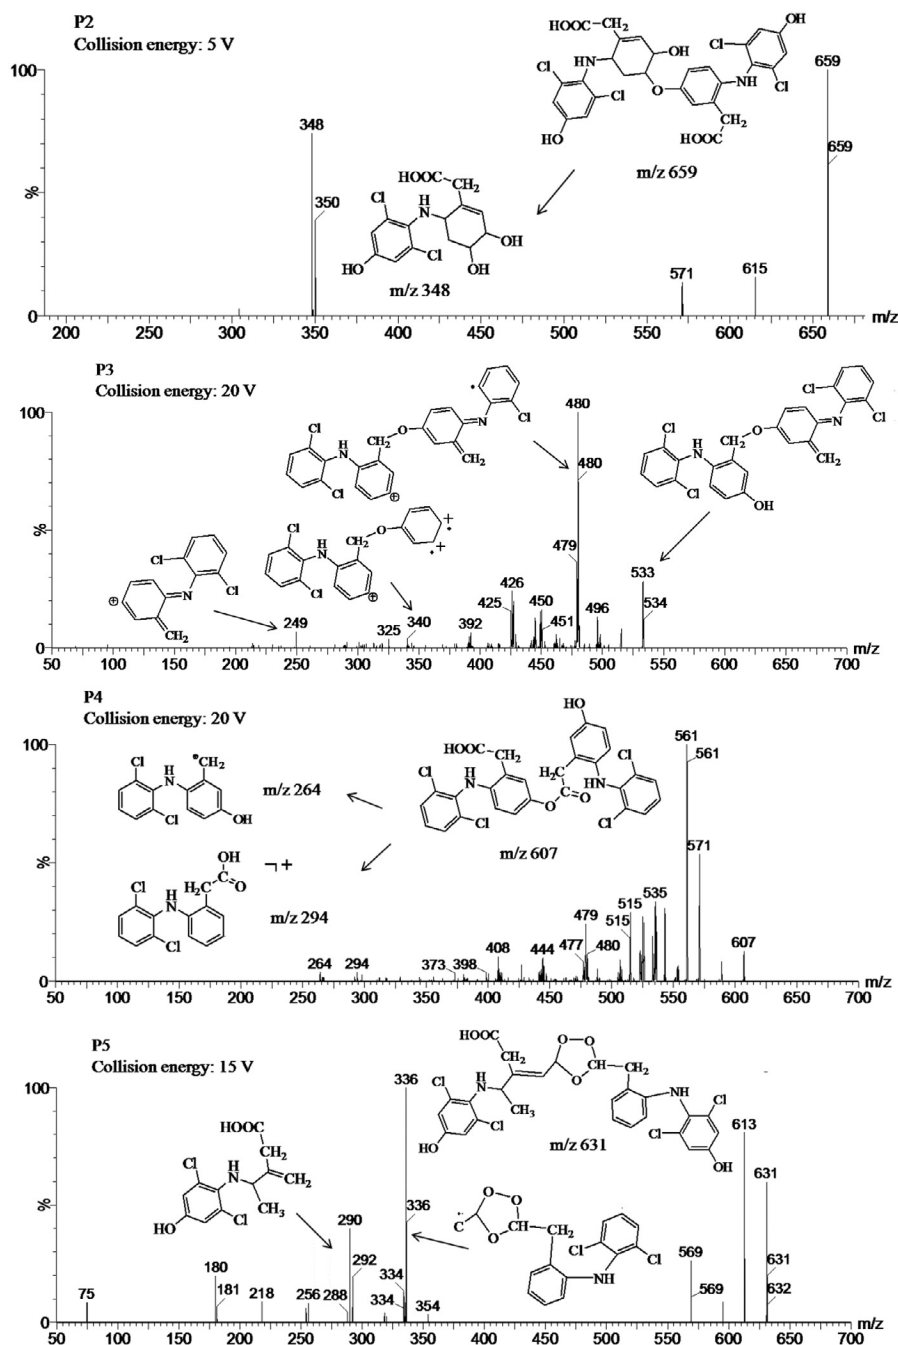 P2
Collision energy: 5 V
100
%
0
348
350
571
615
659
659
HOOC
CH2
OH
OH
Cl
H
N
Cl
Cl
O
NH
Cl
HO
CH2
HOOC
m/z 659
HOOC
CH2
Cl
H
N
Cl
OH
HO
OH
m/z 348
200 250 300 350 400 450 500 550 600 650 m/z
P3
Collision energy: 20 V
100
%
0
Cl
H
N
CH2
O
N
Cl
Cl
CH2
480
480
479
Cl
Cl
H
N
CH2
O
N
Cl
Cl
CH2
OH
Cl
H
N
CH2
O
Cl
Cl
N
Cl
CH2
249
325
340
392
425
426
450
451
496
533
534
50 100 150 200 250 300 350 400 450 500 550 600 650 700
m/z
P4
Collision energy: 20 V
100
%
0
Cl
H
N
CH2
Cl
OH
m/z 264
Cl
H
N
H2C
C
OH
O
Cl
¬ +
m/z 294
HOOC
CH2
HO
Cl
H
N
CH2
HN
Cl
Cl
O
C
O
Cl
m/z 607
561
561
571
264
294
373
398
408
444
477
479
480
515
515
535
607
50 100 150 200 250 300 350 400 450 500 550 600 650 700
m/z
P5
Collision energy: 15 V
100
%
0
HOOC
CH2
Cl
H
N
CH2
CH3
Cl
HO
HOOC
CH2
O
O
O
CH2
Cl
H
N
CH3
Cl
HO
NH
Cl
Cl
OH
m/z 631
C
O
O
O
CH2
Cl
Cl
NH
75
180
181
218
256
288
290
292
334
334
336
336
354
569
569
613
631
631
632
50 100 150 200 250 300 350 400 450 500 550 600 650 700
m/z